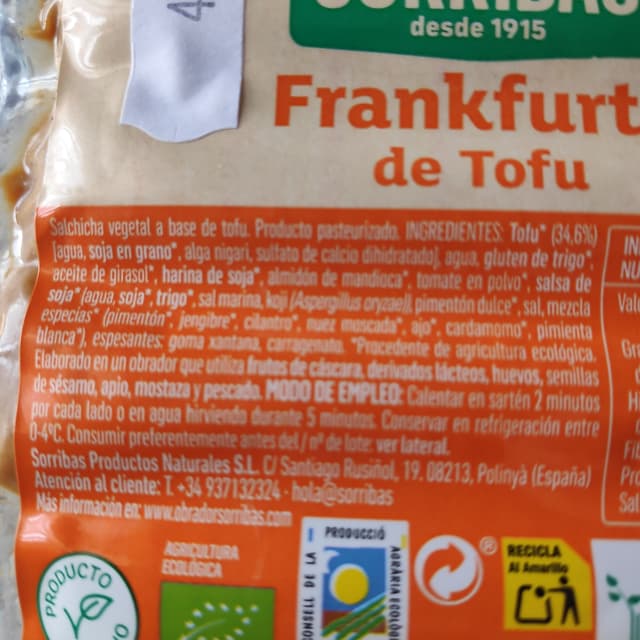 4
SORRIBAS
desde 1915
Frankfurt
de Tofu
Salchicha vegetal a base de tofu. Producto pasteurizado. INGREDIENTES: Tofu* (34,6%)
[agua, soja en grano*, alga nigari, sulfato de calcio dihidratado], agua, gluten de trigo*,
aceite de girasol*, harina de soja*, almidón de mandioca*, tomate en polvo*, salsa de
soja* (agua, soja*, trigo*, sal marina, koji (Aspergillus oryzae)), pimentón dulce*, sal, mezcla
especias* (pimentón*, jengibre*, cilantro*, nuez moscada*, ajo*, cardamomo*, pimienta
blanca*), espesantes: goma xantana, carragenato. *Procedente de agricultura ecológica.
Elaborado en un obrador que utiliza frutos de cáscara, derivados lácteos, huevos, semillas
de sésamo, apio, mostaza y pescado. MODO DE EMPLEO: Calentar en sartén 2 minutos
por cada lado o en agua hirviendo durante 5 minutos. Conservar en refrigeración entre
0-4ºC. Consumir preferentemente antes del / nº de lote: ver lateral.
Sorribas Productos Naturales S.L. C/ Santiago Rusiñol, 19. 08213, Polinyà (España)
Atención al cliente: T. +34 937132324 · hola@sorribas
Más información en: www.obradorsorribas.com
PRODUCTO
AGRICULTURA
ECOLÓGICA
CONSELL DE LA
PRODUCCIÓ
AGRÀRIA ECOLÒG
®
RECICLA
Al Amarillo